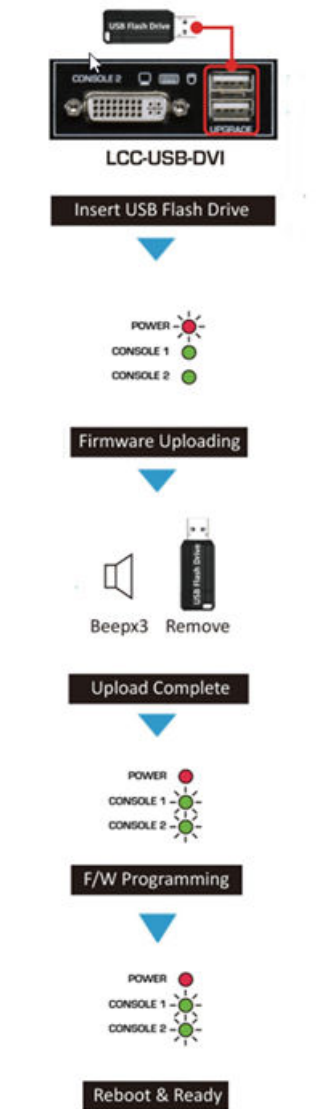 USB Flash Drive
CONSOLE 2
UPGRADE
LCC-USB-DVI
Insert USB Flash Drive
POWER
CONSOLE 1
CONSOLE 2
Firmware Uploading
USB Flash Drive
Beepx3 Remove
Upload Complete
POWER
CONSOLE 1
CONSOLE 2
F/W Programming
POWER
CONSOLE 1
CONSOLE 2
Reboot & Ready